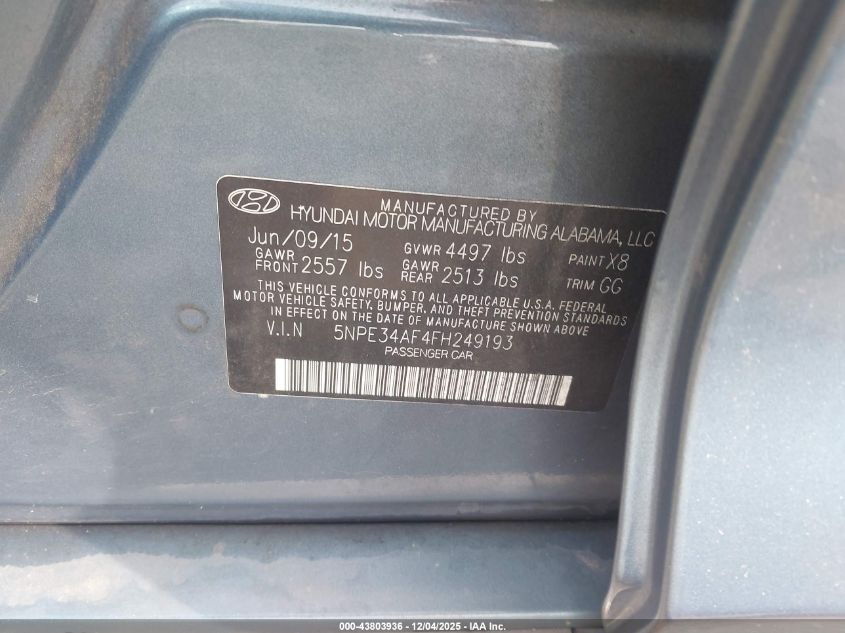 MANUFACTURED BY
HYUNDAI MOTOR MANUFACTURING ALABAMA, LLC
Jun/09/15 GVWR 4497 lbs PAINT X8
GAWR FRONT 2557 lbs GAWR REAR 2513 lbs TRIM GG
THIS VEHICLE CONFORMS TO ALL APPLICABLE U.S.A. FEDERAL
MOTOR VEHICLE SAFETY, BUMPER, AND THEFT PREVENTION STANDARDS
IN EFFECT ON THE DATE OF MANUFACTURE SHOWN ABOVE
V.I.N 5NPE34AF4FH249193
PASSENGER CAR
000-43803936 - 12/04/2025 - IAA Inc.